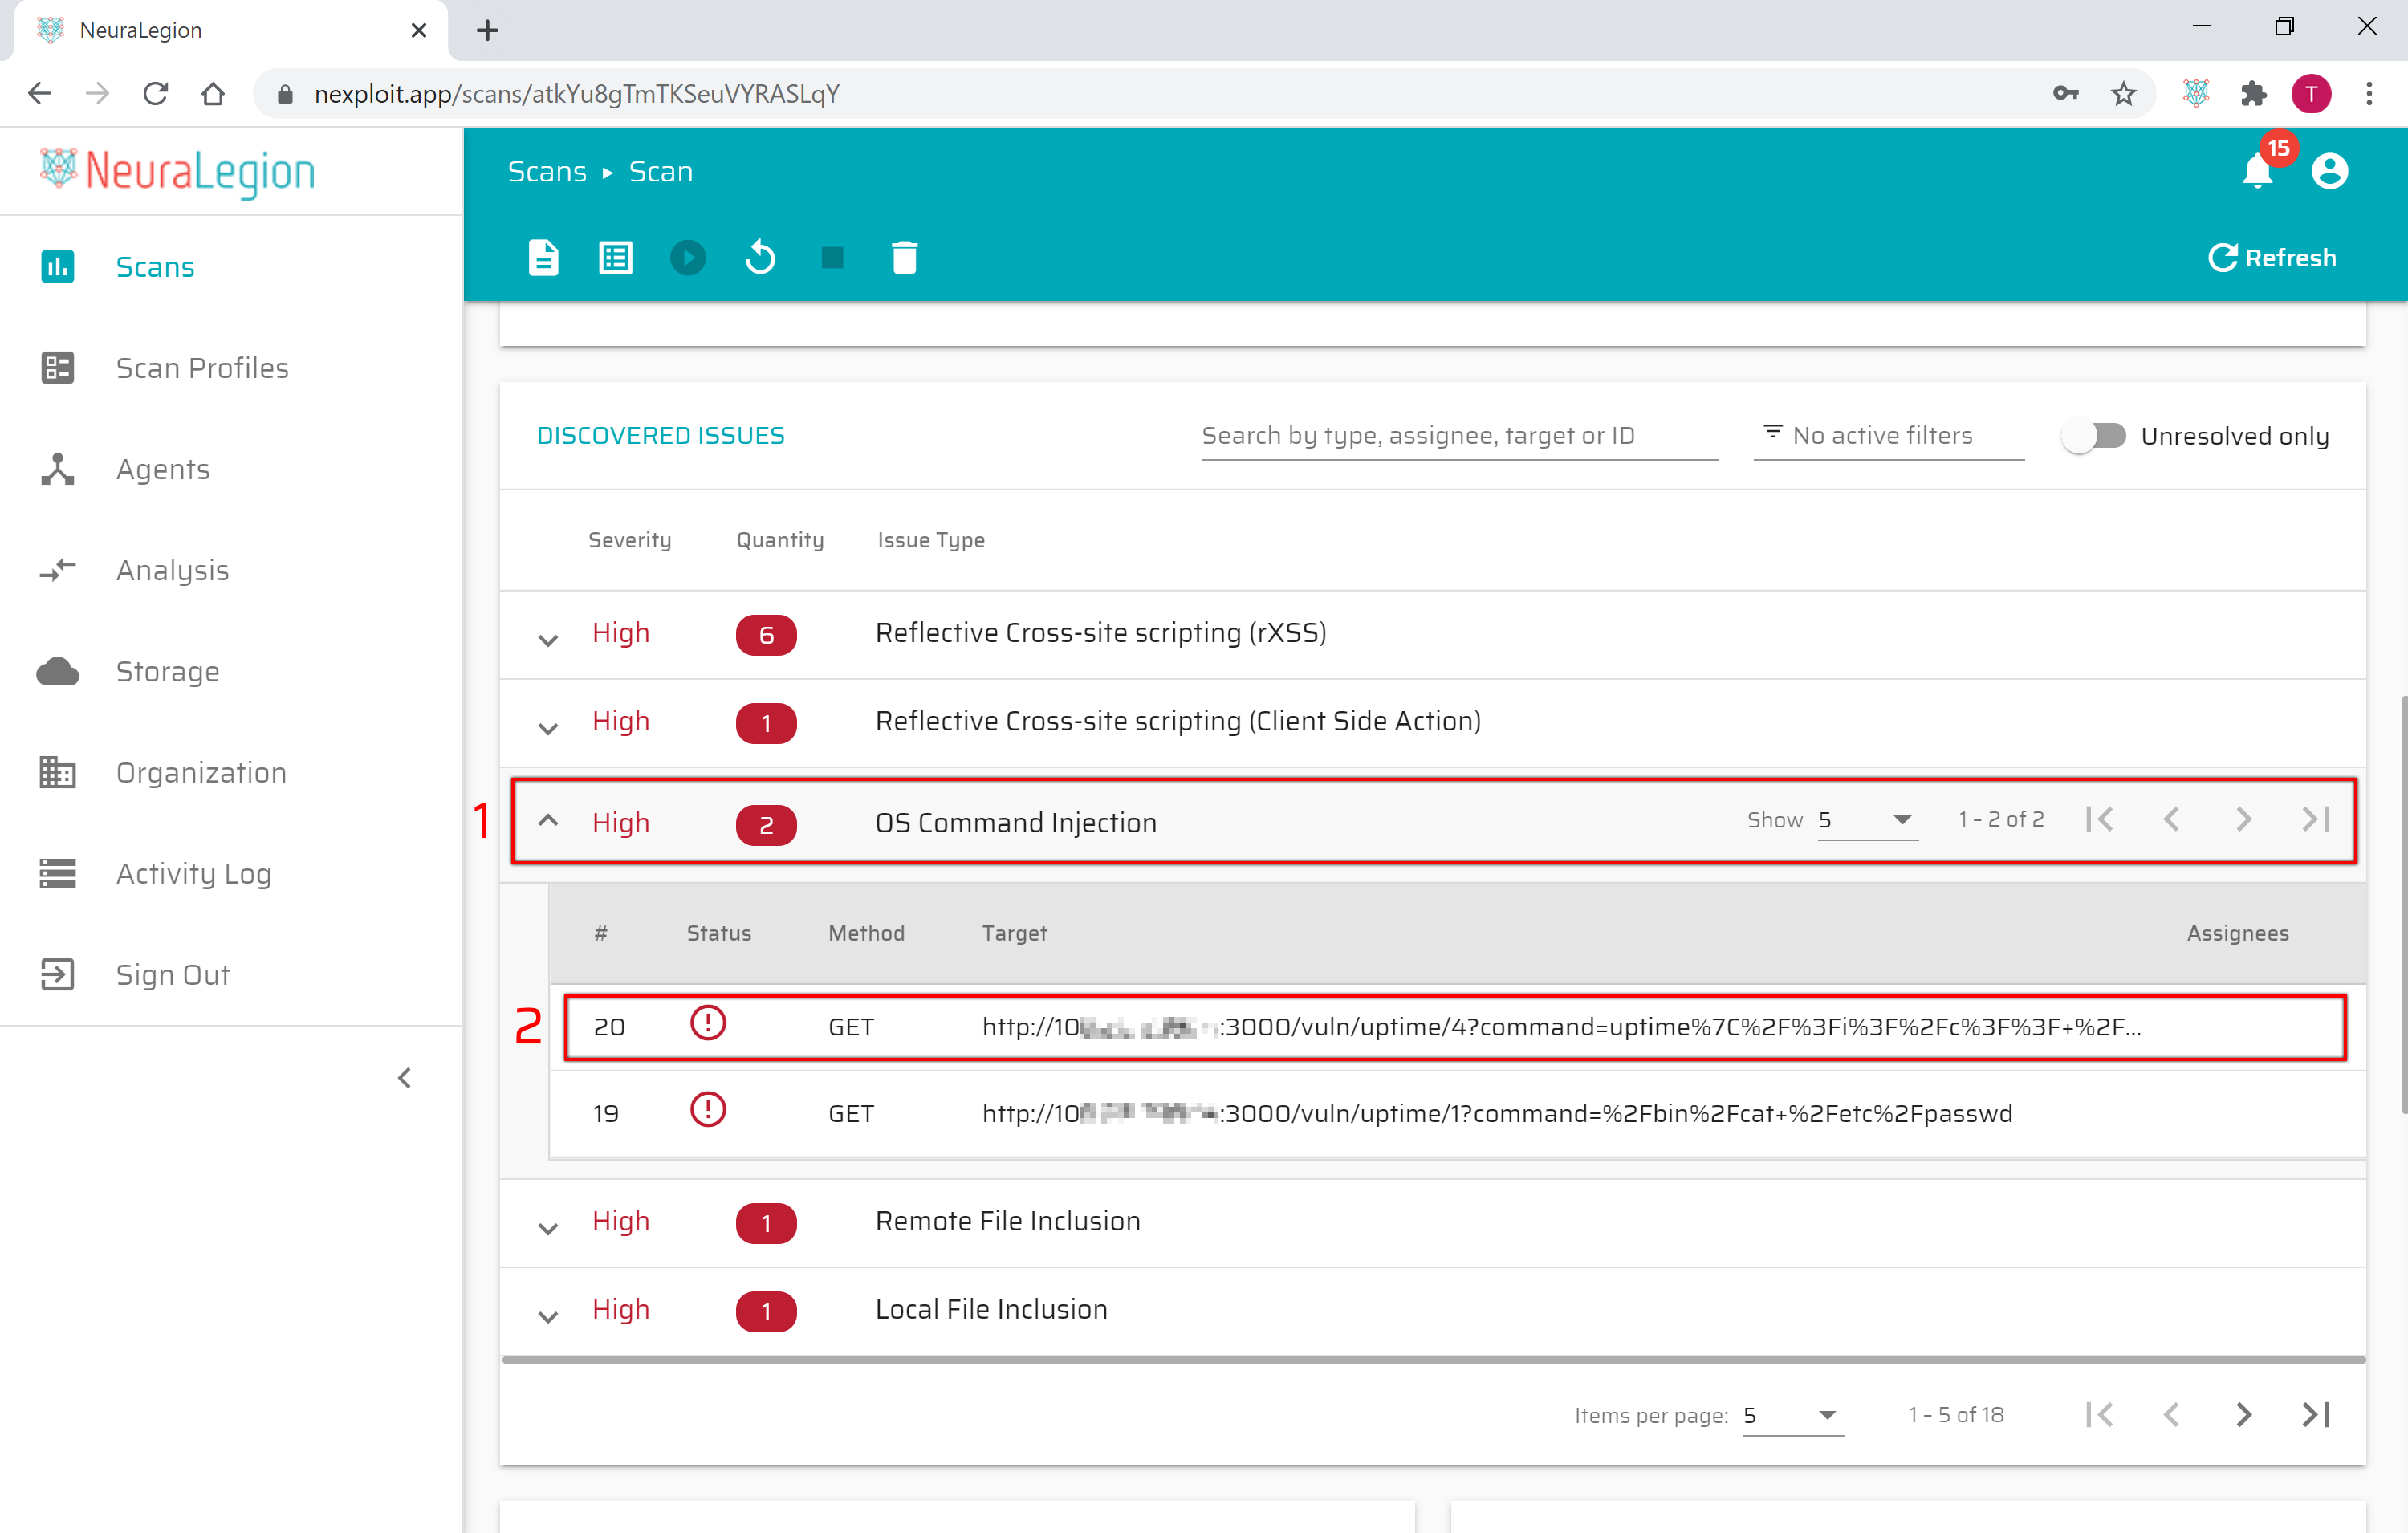 NeuraLegion
nexploit.app/scans/atkYu8gTmTKSeuVYRASLqY
T
NeuraLegion
Scans ▸ Scan
15
Refresh
Scans
Scan Profiles
Agents
Analysis
Storage
Organization
Activity Log
Sign Out
DISCOVERED ISSUES
Search by type, assignee, target or ID
No active filters
Unresolved only
Severity Quantity Issue Type
High 6 Reflective Cross-site scripting (rXSS)
High 1 Reflective Cross-site scripting (Client Side Action)
1 High 2 OS Command Injection Show 5 1 - 2 of 2
# Status Method Target Assignees
2 20 GET http://10 :3000/vuln/uptime/4?command=uptime%7C%2F%3Fi%3F%2Fc%3F%3F+%2F...
19 GET http://10 :3000/vuln/uptime/1?command=%2Fbin%2Fcat+%2Fetc%2Fpasswd
High 1 Remote File Inclusion
High 1 Local File Inclusion
Items per page: 5 1 - 5 of 18